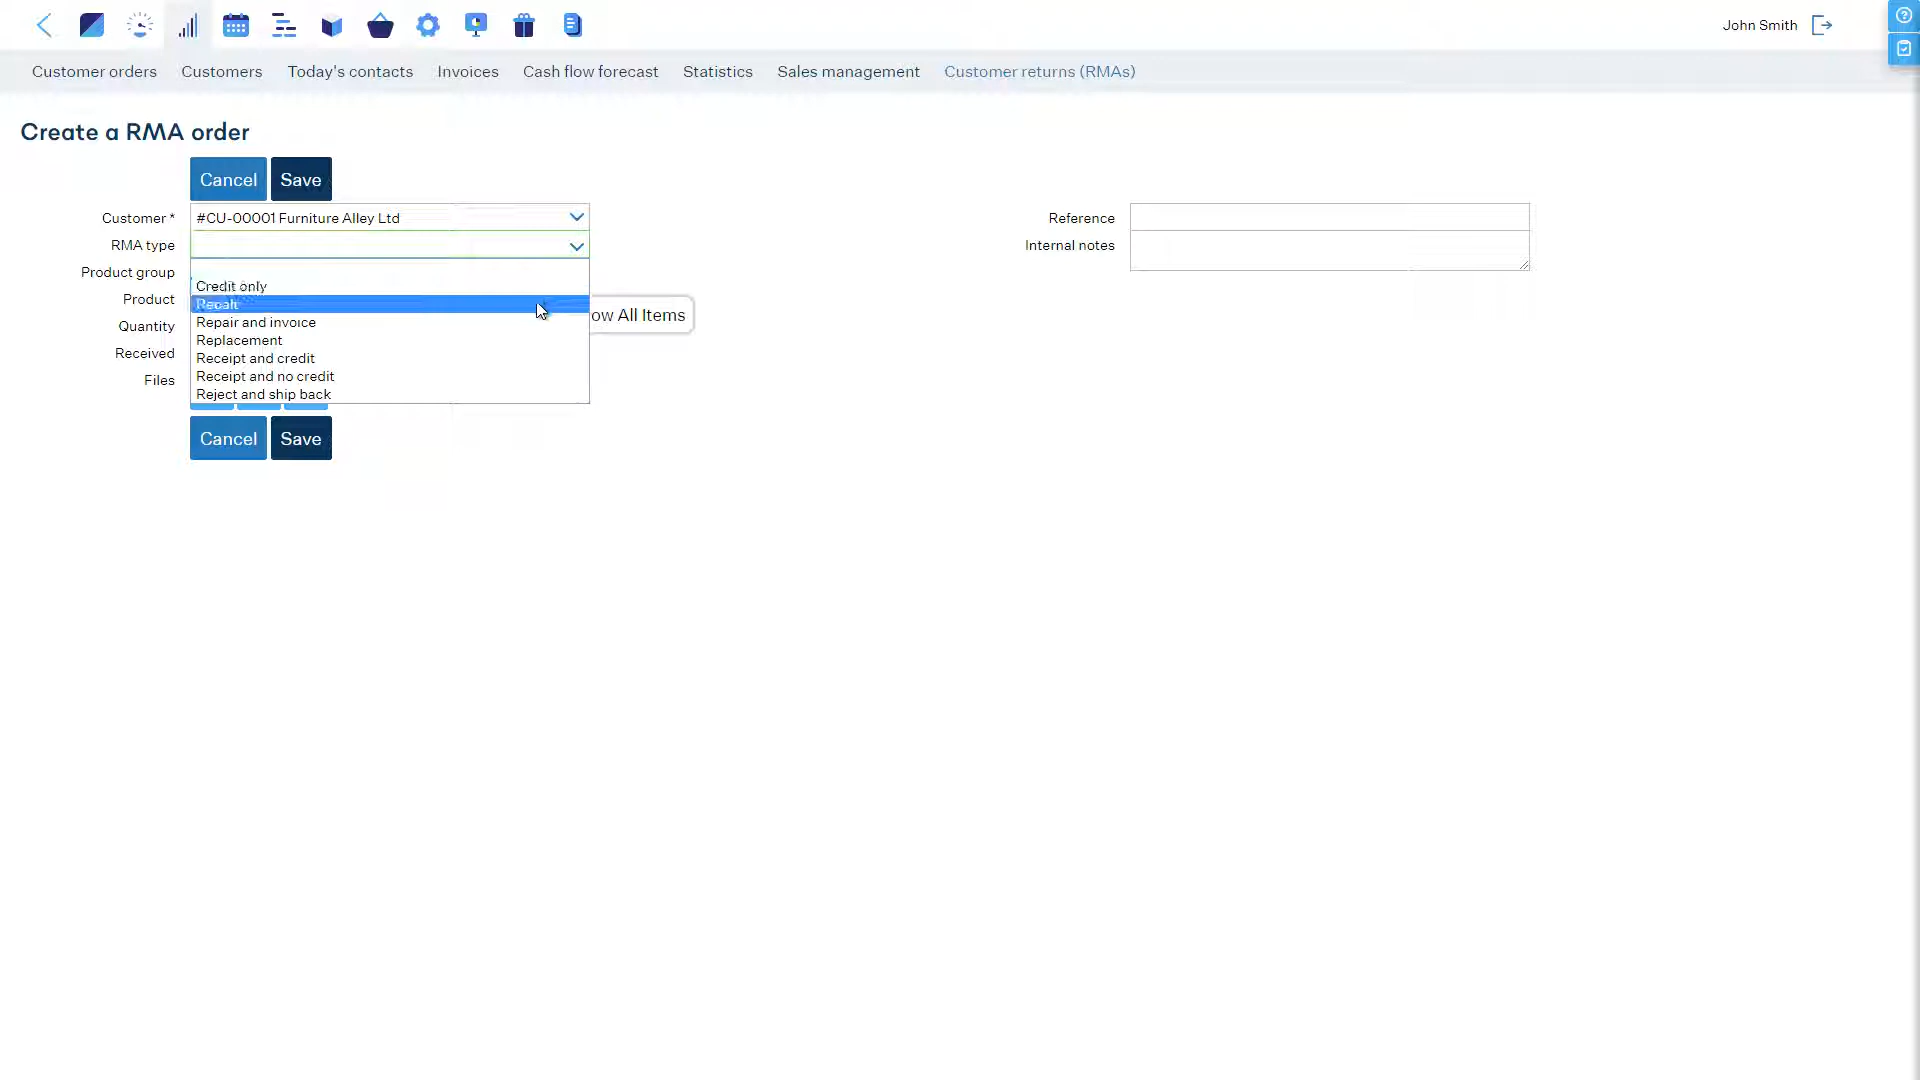 John Smith
Customer orders Customers Today's contacts Invoices Cash flow forecast Statistics Sales management Customer returns (RMAs)
Create a RMA order
Cancel Save
Customer * #CU-00001 Furniture Alley Ltd Reference
RMA type Internal notes
Product group
Credit only
Product
Repair
ow All Items
Quantity Repair and invoice
Replacement
Received Receipt and credit
Files Receipt and no credit
Reject and ship back
Cancel Save